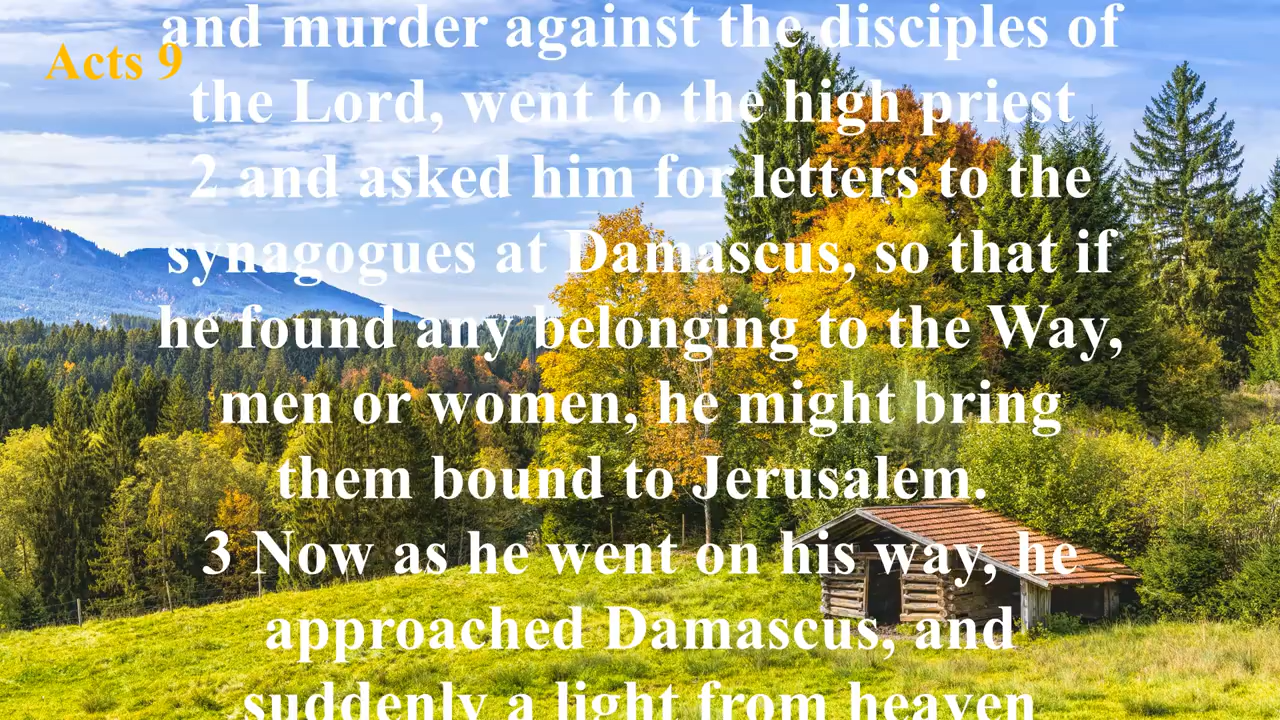 Acts 9
and murder against the disciples of
the Lord, went to the high priest
2 and asked him for letters to the
synagogues at Damascus, so that if
he found any belonging to the Way,
men or women, he might bring
them bound to Jerusalem.
3 Now as he went on his way, he
approached Damascus, and
suddenly a light from heaven